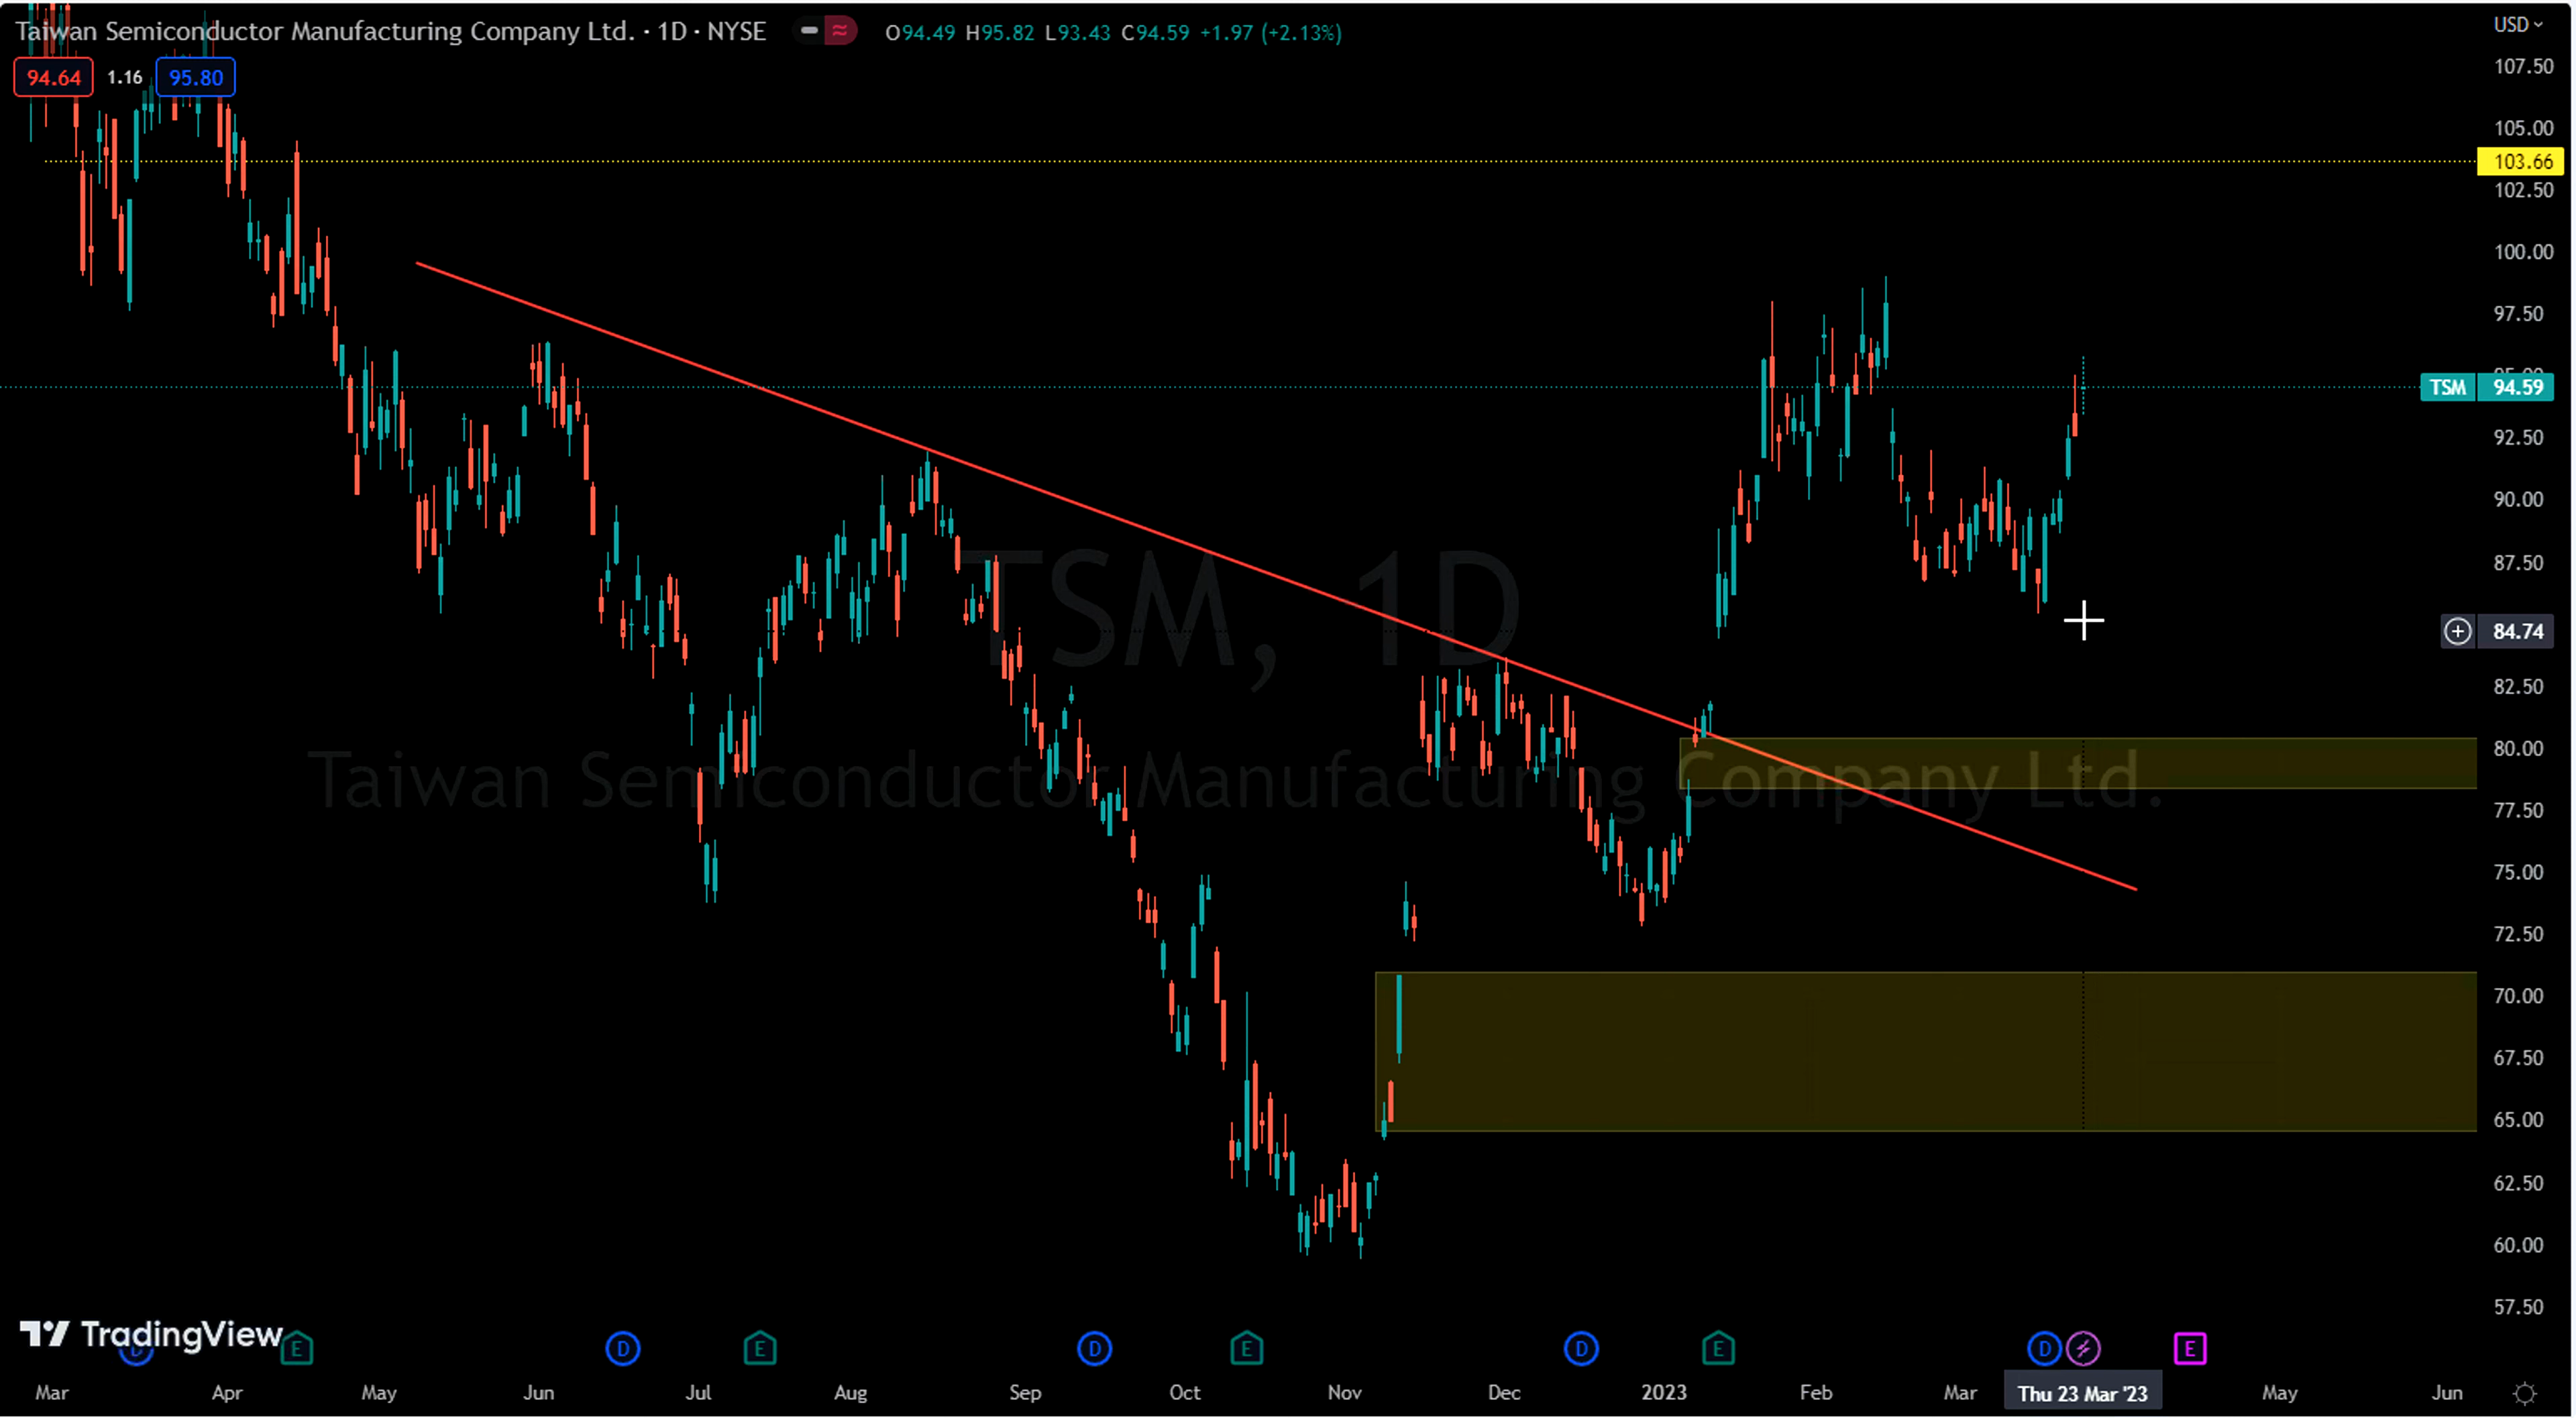 Taiwan Semiconductor Manufacturing Company Ltd. · 1D · NYSE O94.49 H95.82 L93.43 C94.59 +1.97 (+2.13%)
USD
94.64 1.16 95.80
107.50
105.00
103.66
102.50
100.00
97.50
95.00
TSM 94.59
92.50
90.00
87.50
TSM, 1D
84.74
82.50
Taiwan Semiconductor Manufacturing Company Ltd.
80.00
77.50
75.00
72.50
70.00
67.50
65.00
62.50
60.00
57.50
TradingView
D E D E D E D E D E
Mar Apr May Jun Jul Aug Sep Oct Nov Dec 2023 Feb Mar Thu 23 Mar '23 May Jun